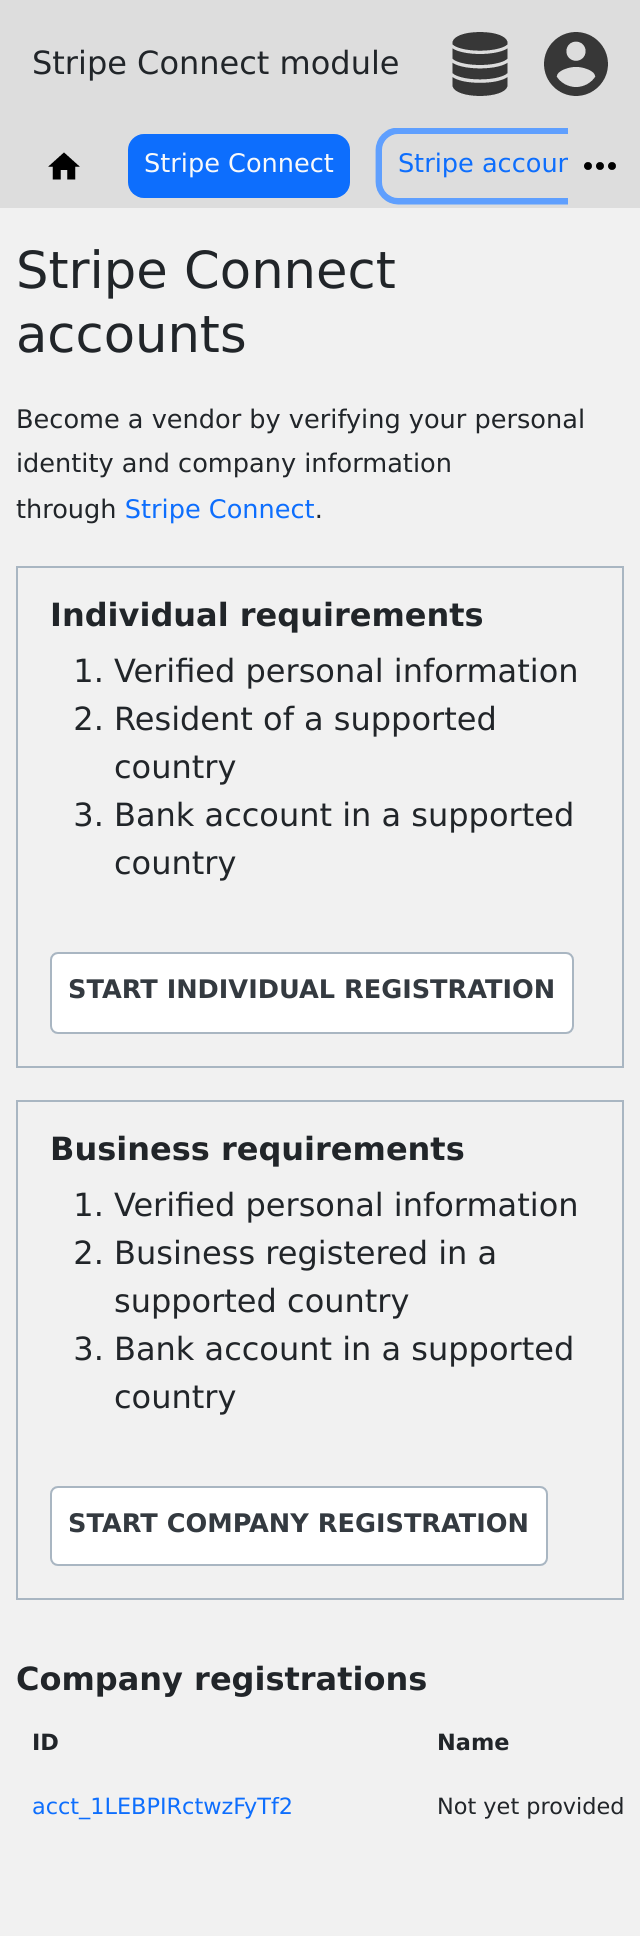 Stripe Connect module
Stripe Connect
Stripe accour
Stripe Connect
accounts
Become a vendor by verifying your personal
identity and company information
through Stripe Connect.
Individual requirements
1. Verified personal information
2. Resident of a supported
country
3. Bank account in a supported
country
START INDIVIDUAL REGISTRATION
Business requirements
1. Verified personal information
2. Business registered in a
supported country
3. Bank account in a supported
country
START COMPANY REGISTRATION
Company registrations
ID Name
acct_1LEBPIRctwzFyTf2 Not yet provided